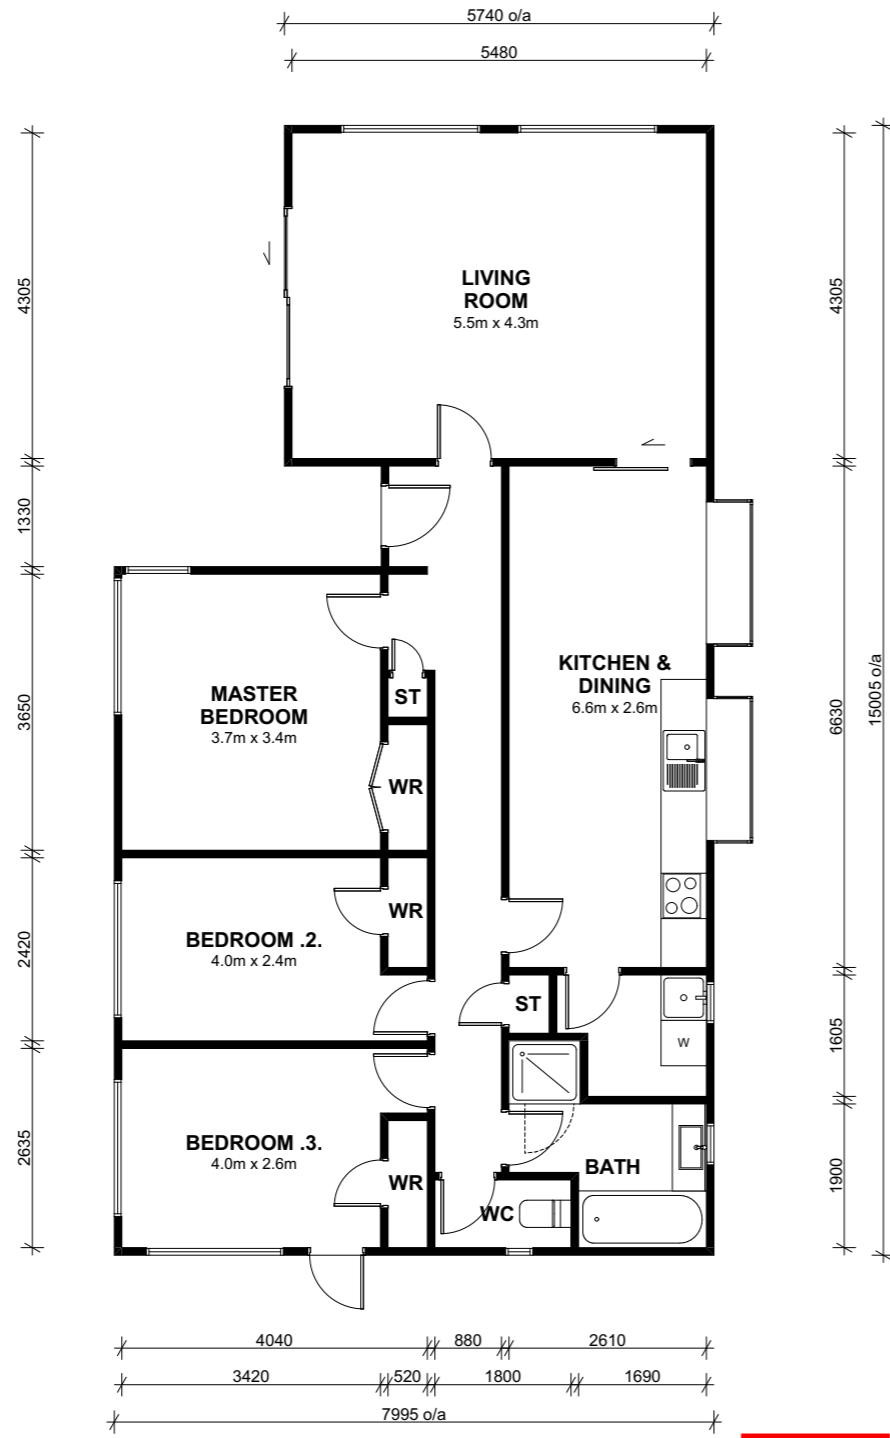 5740 o/a
5480
4305
LIVING
ROOM
5.5m x 4.3m
4305
1330
15005 o/a
KITCHEN &
DINING
6.6m x 2.6m
6630
3650
MASTER
BEDROOM
3.7m x 3.4m
ST
WR
WR
BEDROOM .2.
4.0m x 2.4m
2420
ST
W
1605
BEDROOM .3.
4.0m x 2.6m
2635
WR
WC
BATH
1900
4040
880
2610
3420
520
1800
1690
7995 o/a